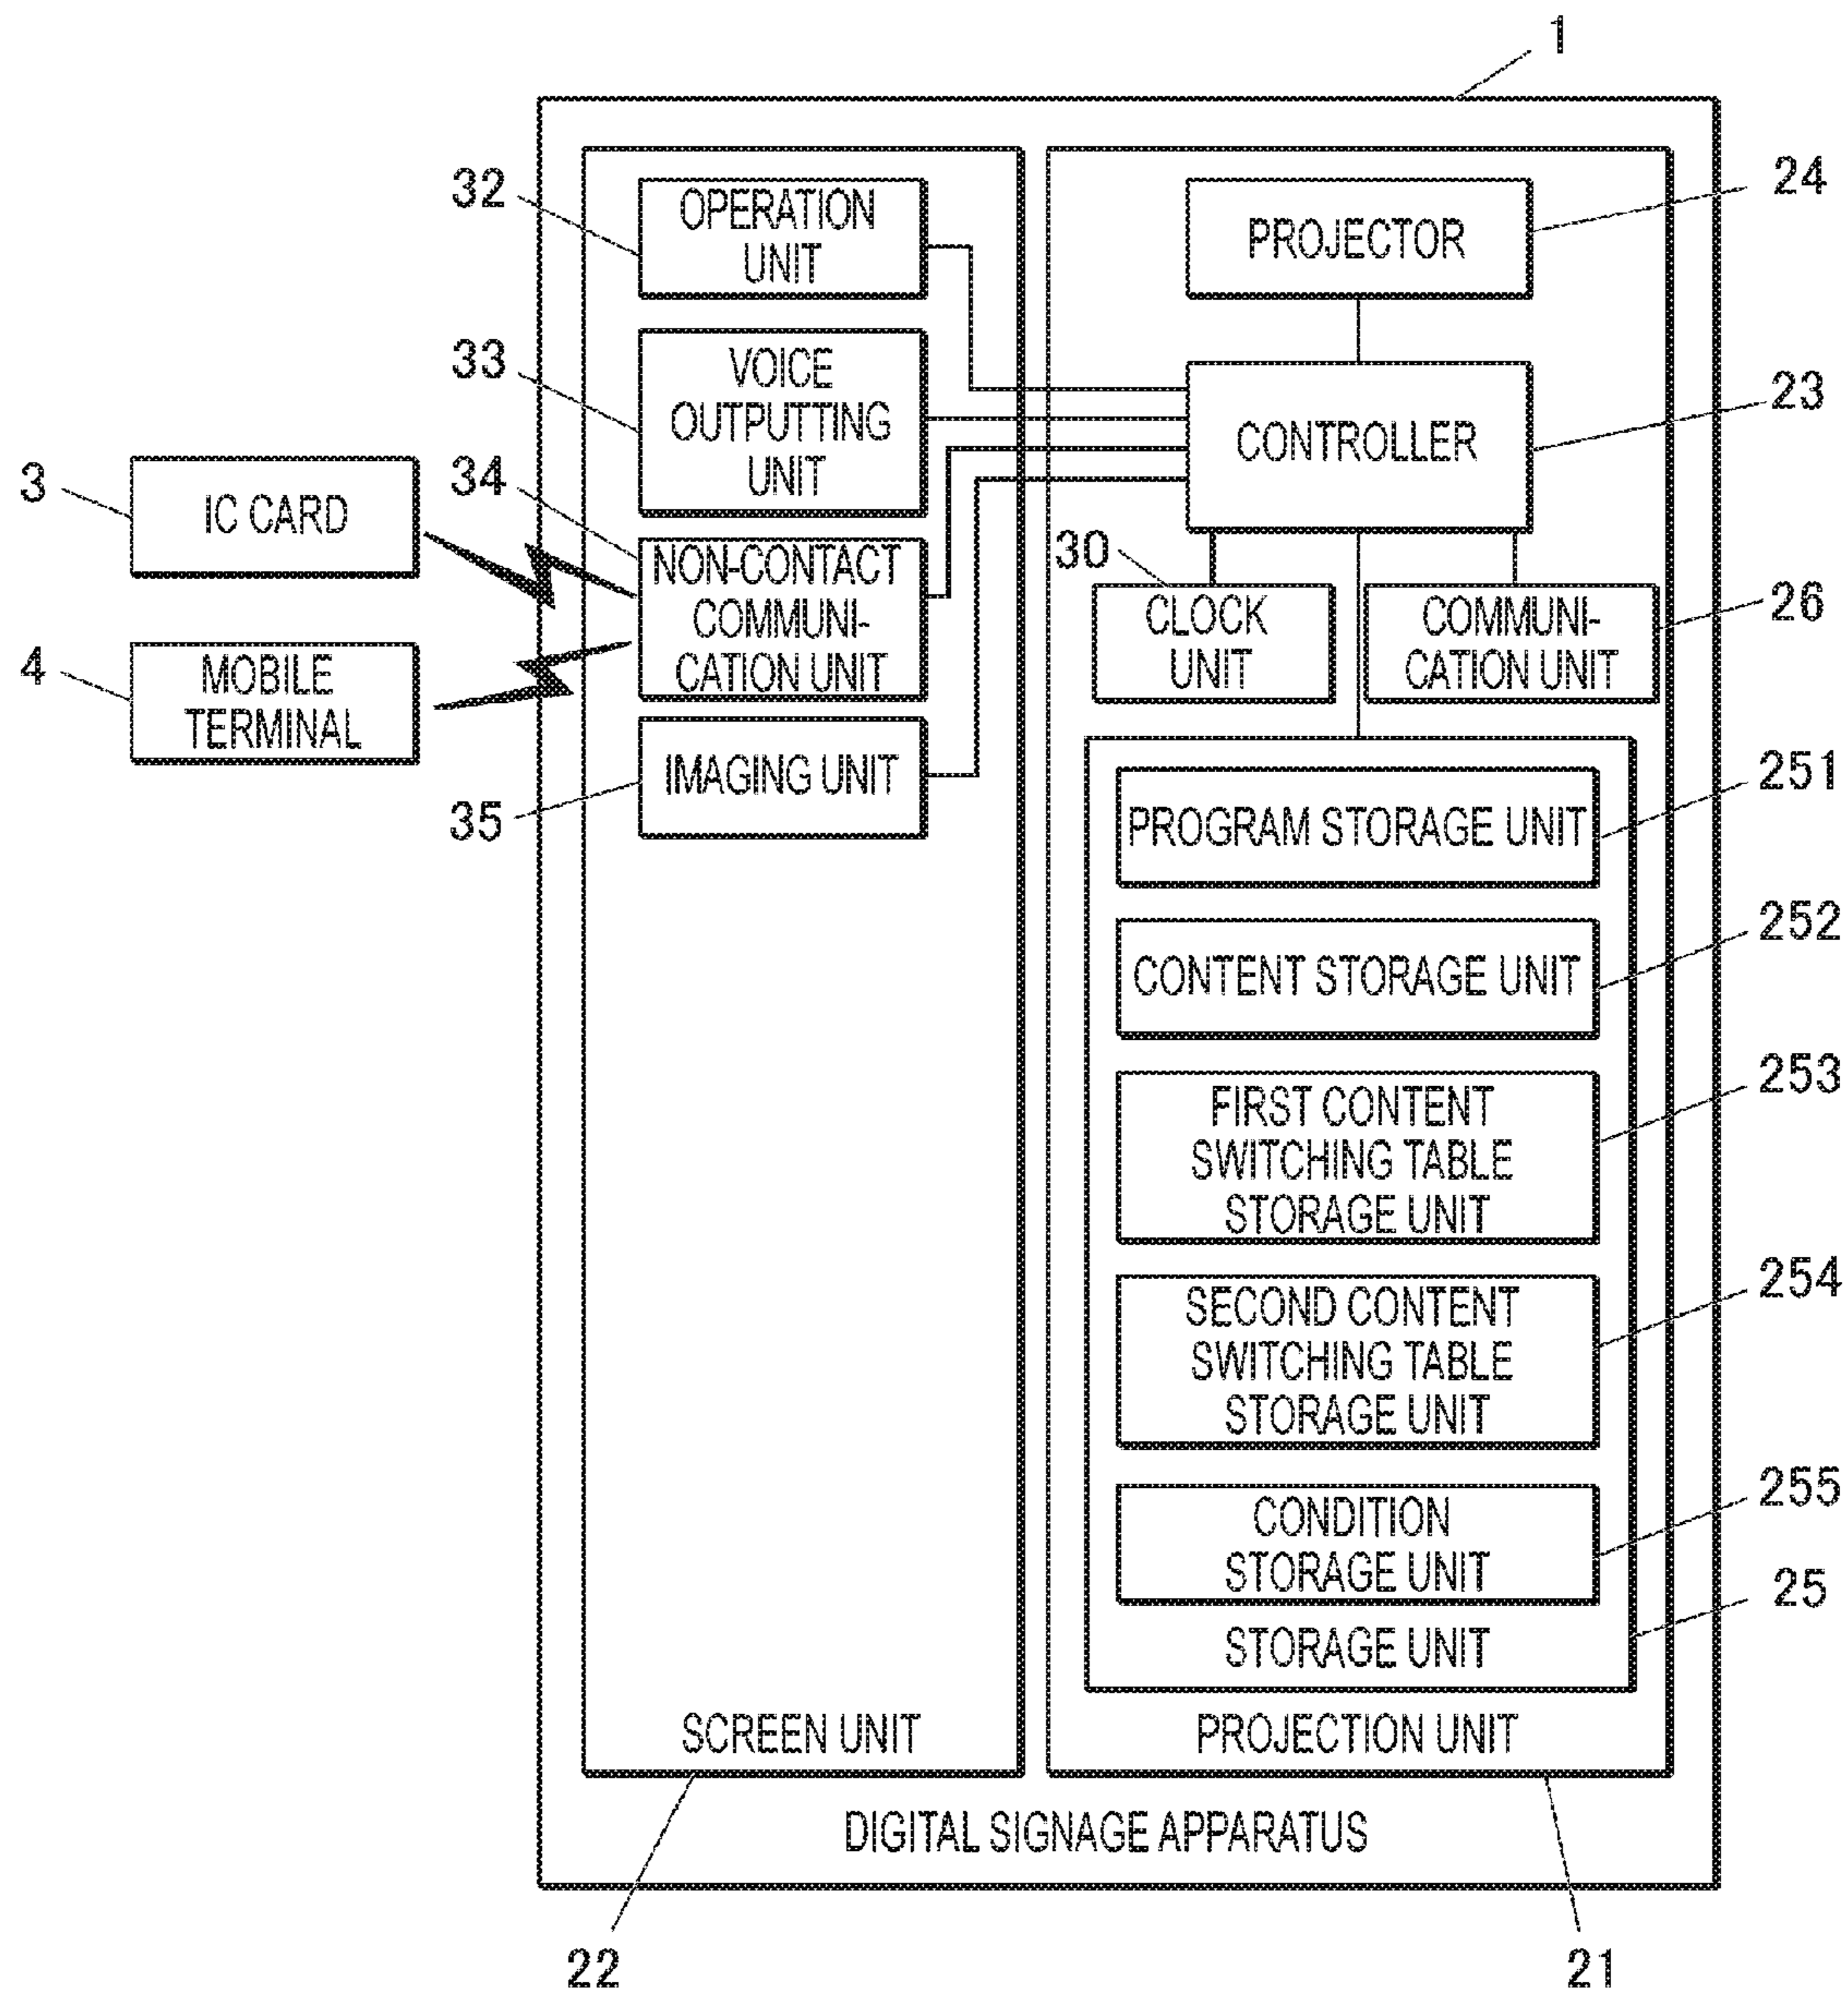 1
32
OPERATION
UNIT
24
PROJECTOR
33
VOICE
OUTPUTTING
UNIT
23
CONTROLLER
3
IC CARD
34
NON-CONTACT
COMMUNI-
CATION UNIT
30
CLOCK
UNIT
26
COMMUNI-
CATION UNIT
4
MOBILE
TERMINAL
35
IMAGING UNIT
251
PROGRAM STORAGE UNIT
252
CONTENT STORAGE UNIT
253
FIRST CONTENT
SWITCHING TABLE
STORAGE UNIT
254
SECOND CONTENT
SWITCHING TABLE
STORAGE UNIT
255
CONDITION
STORAGE UNIT
25
STORAGE UNIT
SCREEN UNIT
PROJECTION UNIT
DIGITAL SIGNAGE APPARATUS
22
21